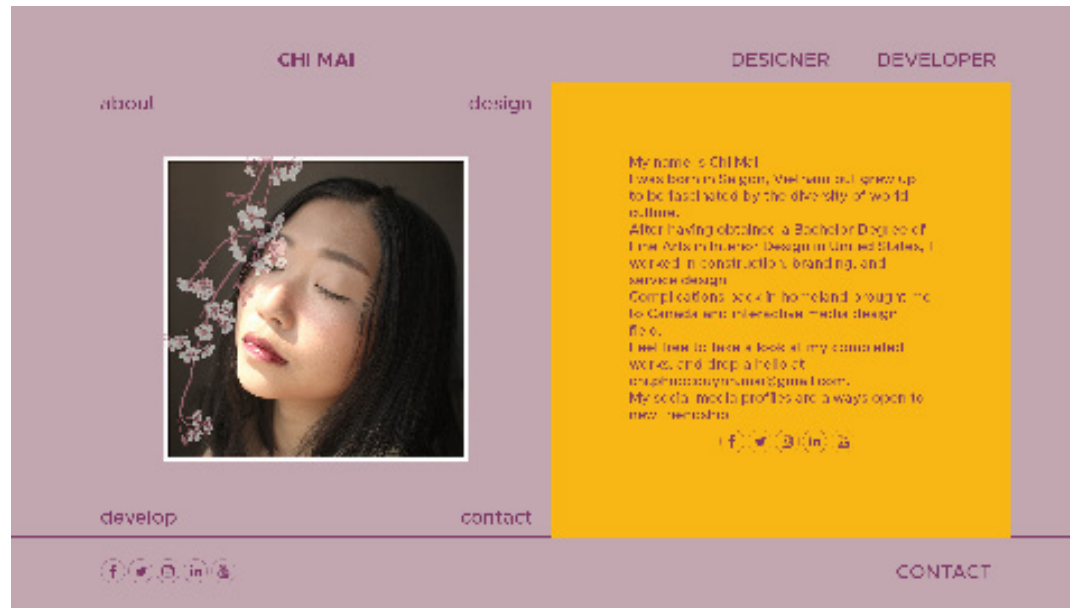 CHI MAI
DESIGNER DEVELOPER
about design
My name is Chi Mai
I was born in Saigon, Vietnam but grew up
to be fascinated by the diversity of world
culture.
After having obtained a Bachelor Degree of
Fine Arts in Interior Design in United States, I
worked in construction, branding, and
service design
Complications back in homeland brought me
to Canada and interactive media design
field.
Feel free to take a look at my completed
works, and drop a hello at
My social media profiles are always open to
new friendship
develop contact
CONTACT